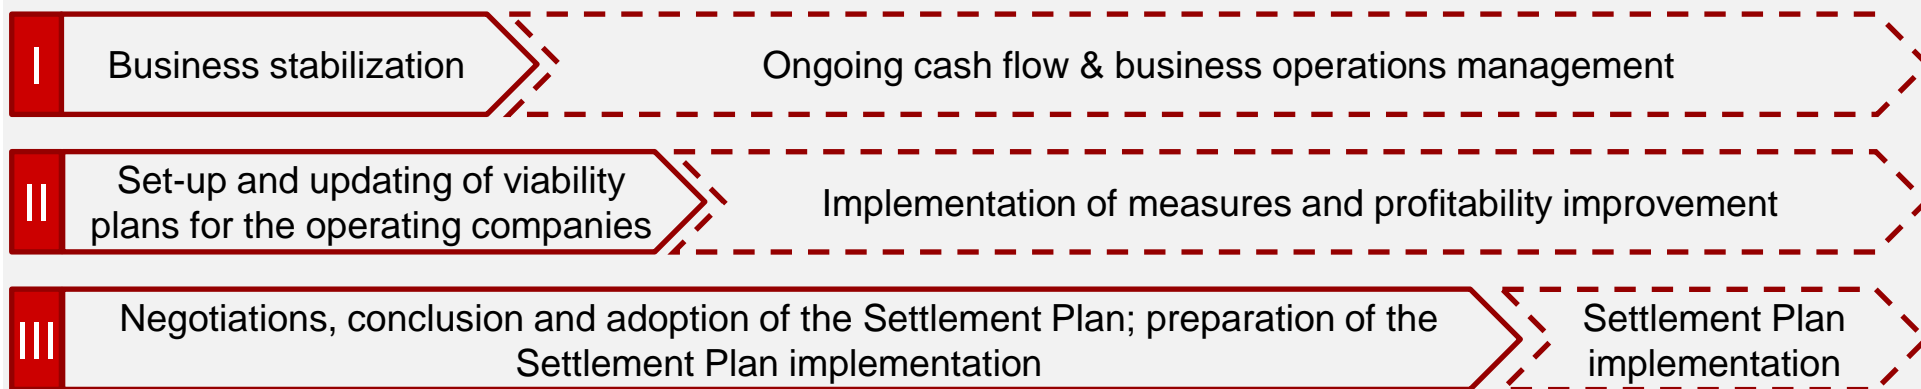 I
Business stabilization
Ongoing cash flow & business operations management
II
Set-up and updating of viability
plans for the operating companies
Implementation of measures and profitability improvement
III
Negotiations, conclusion and adoption of the Settlement Plan; preparation of the
Settlement Plan implementation
Settlement Plan
implementation